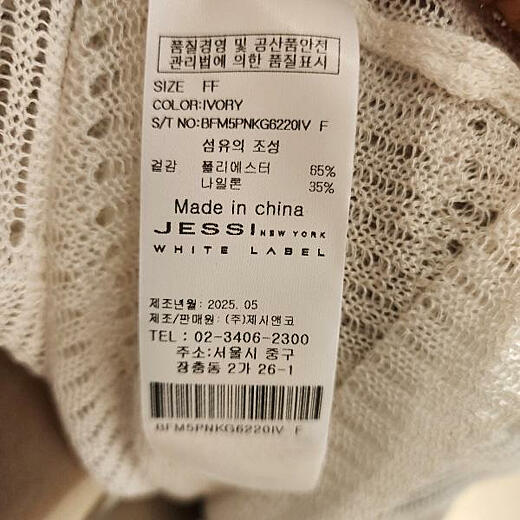 품질경영 및 공산품안전
관리법에 의한 품질표시
SIZE FF
COLOR:IVORY
S/T NO:BFM5PNKG6220IV F
섬유의 조성
겉감 폴리에스터 65%
나일론 35%
Made in china
JESSI NEW YORK
WHITE LABEL
제조년월: 2025. 05
제조/판매원: (주)제시앤코
TEL : 02-3406-2300
주소:서울시 중구
장충동 2가 26-1
BFM5PNKG6220IV F